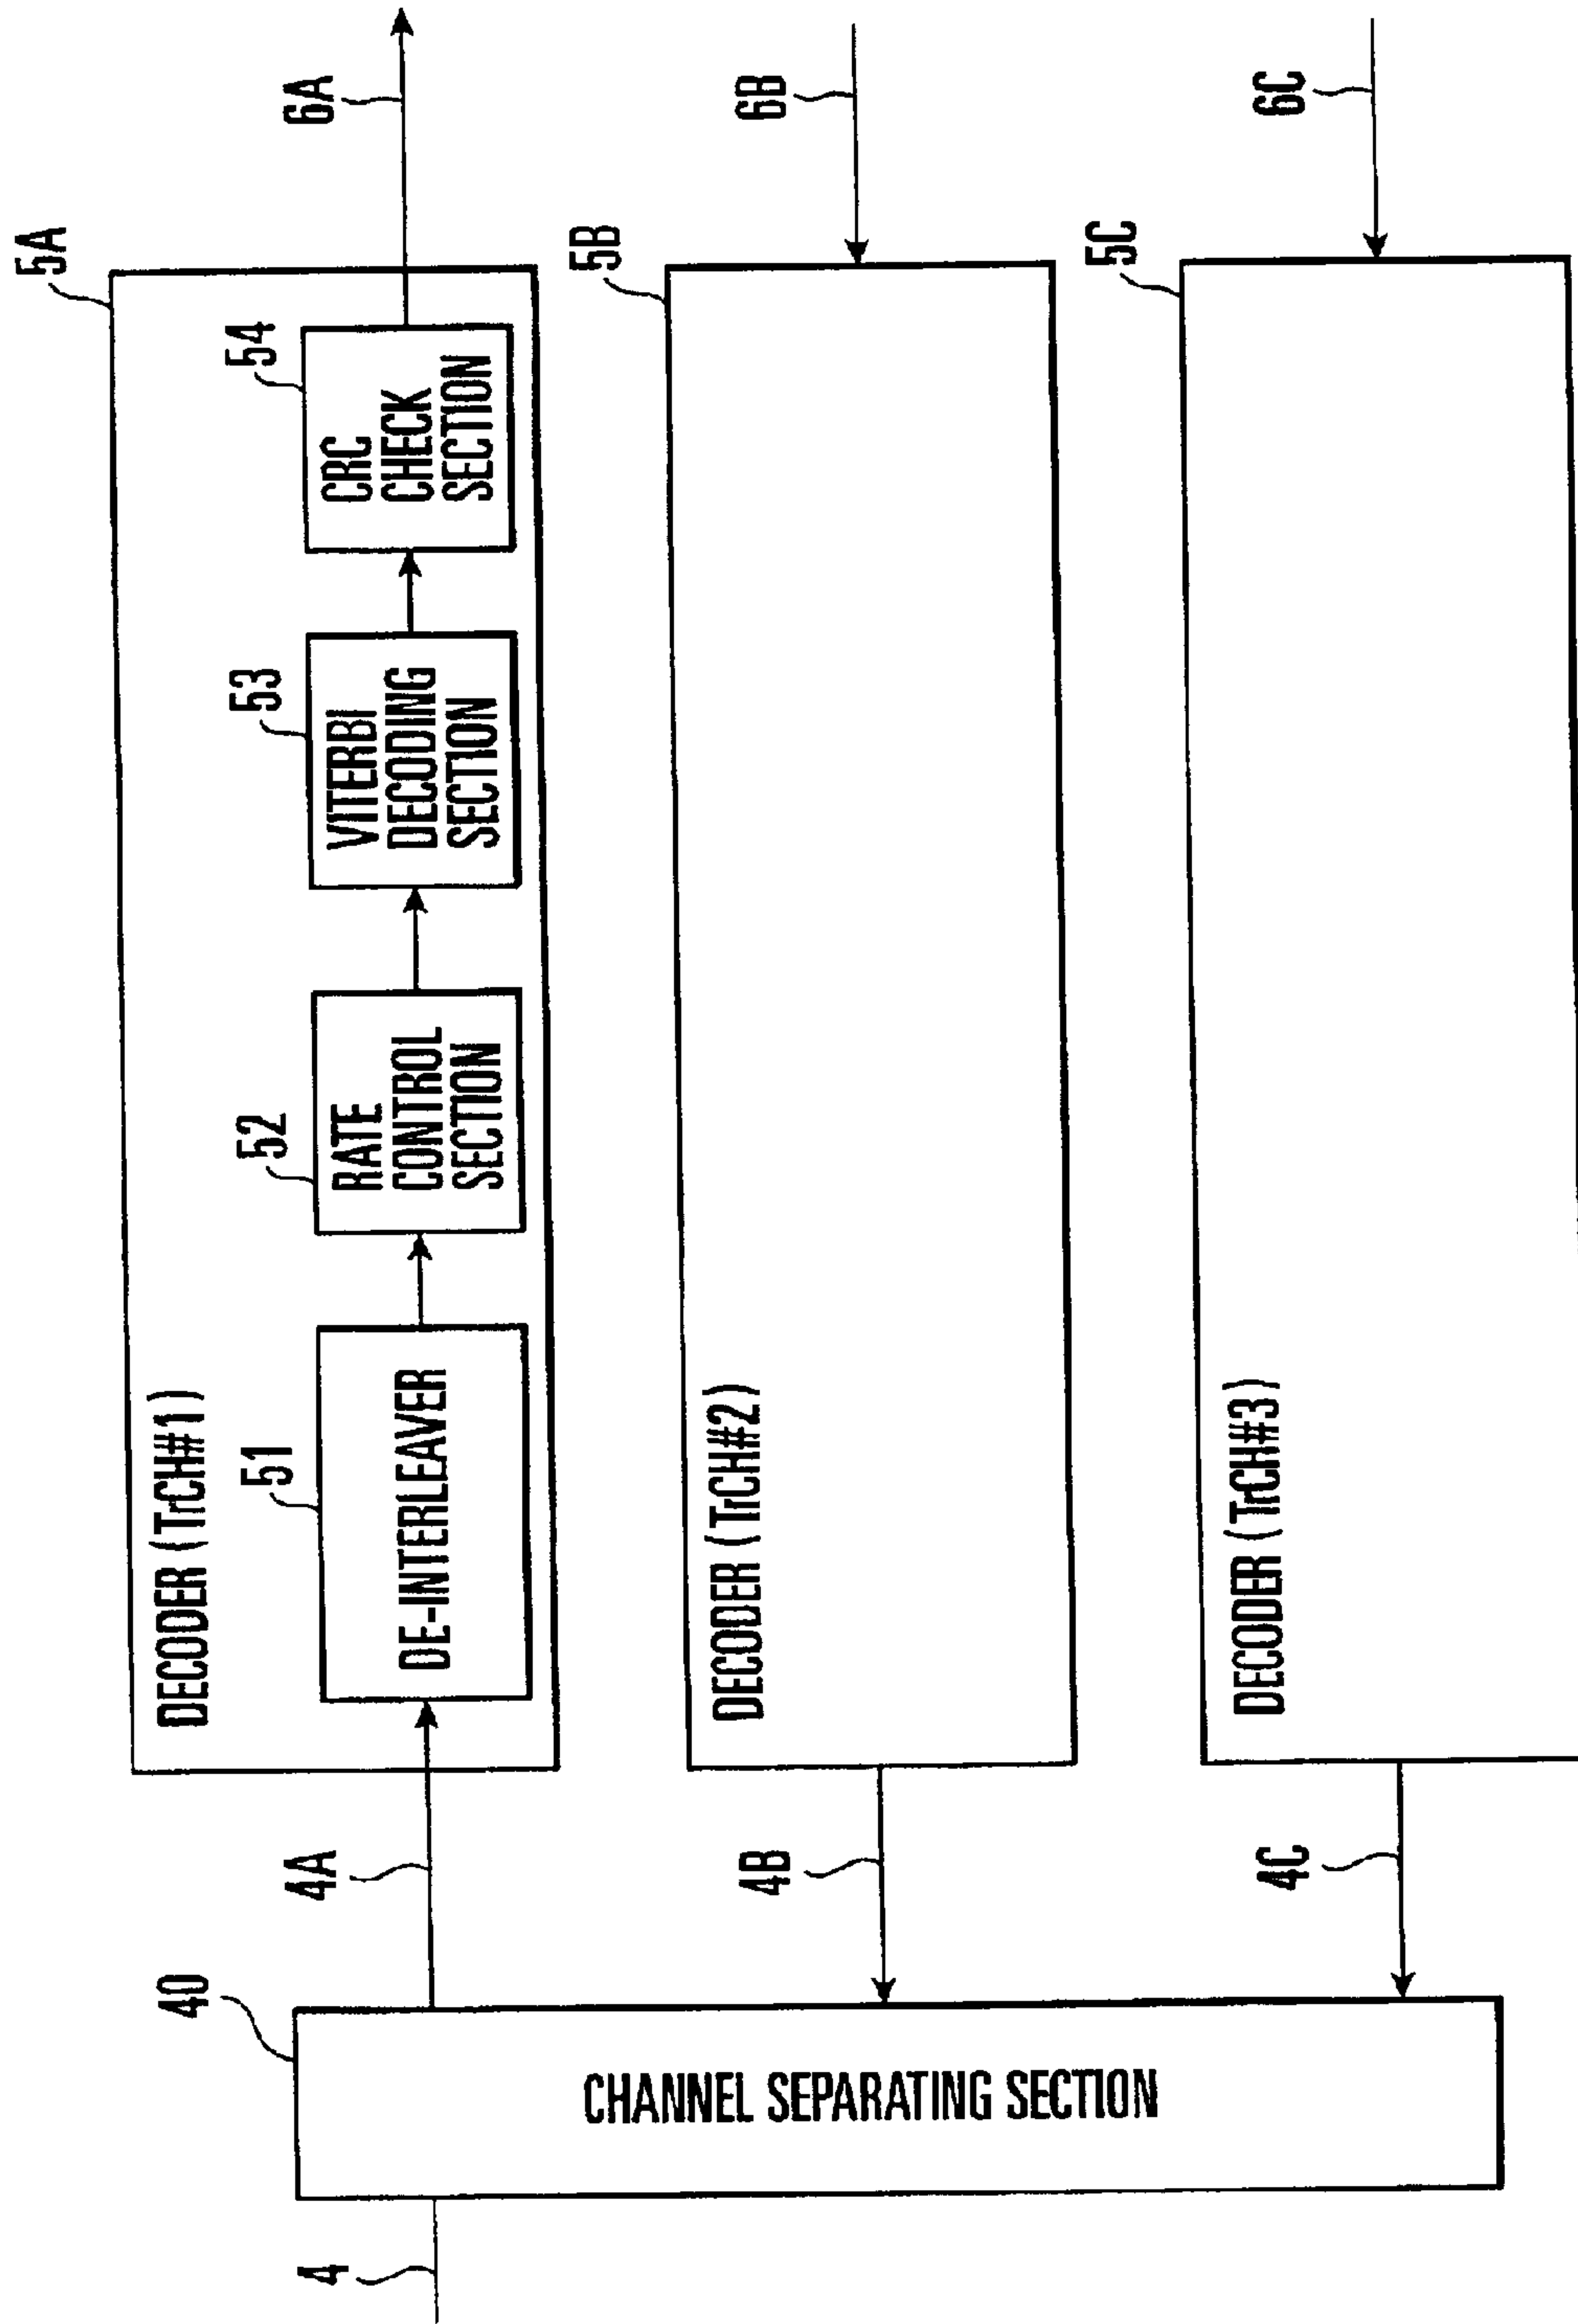 5A
DECODER (TrCH#1)
4
40
4A
51
DE-INTERLEAVER
52
RATE
CONTROL
SECTION
53
VITERBI
DECODING
SECTION
54
CRC
CHECK
SECTION
6A
CHANNEL SEPARATING SECTION
5B
DECODER (TrCH#2)
4B
6B
5C
DECODER (TrCH#3)
4C
6C